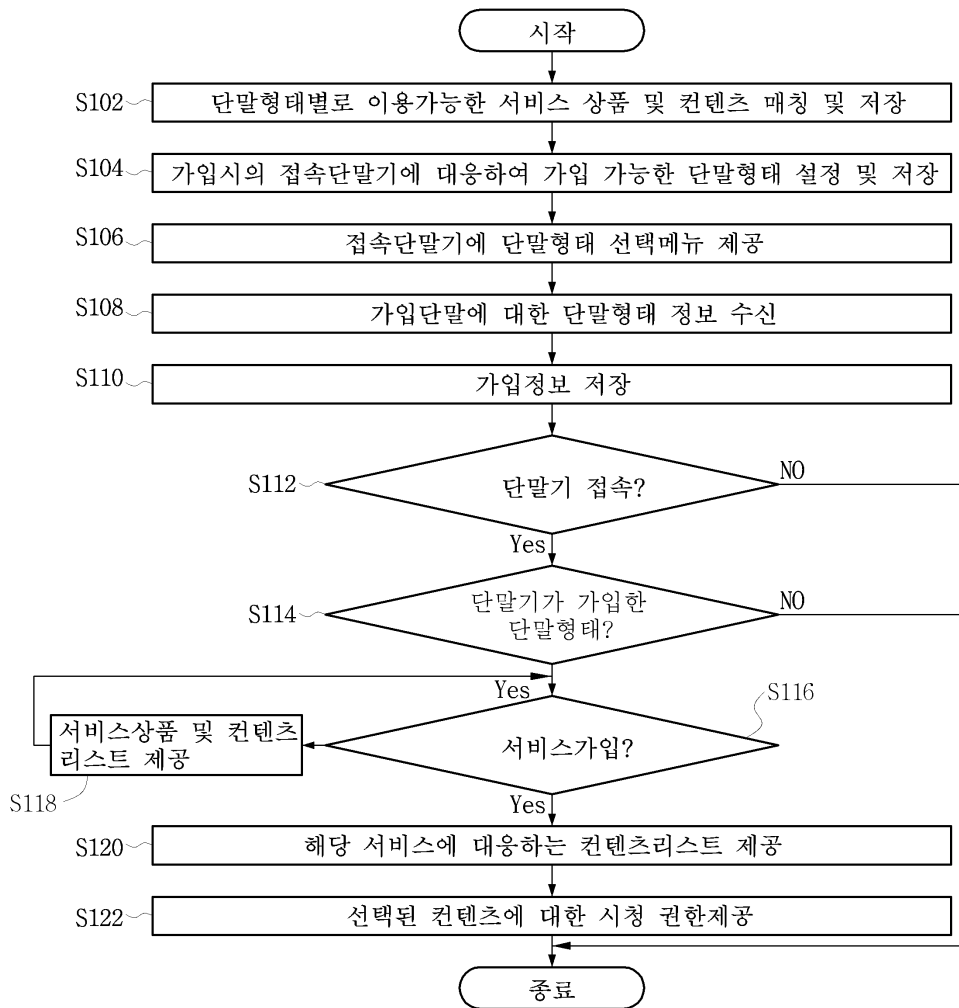 시작
S102
단말형태별로 이용가능한 서비스 상품 및 컨텐츠 매칭 및 저장
S104
가입시의 접속단말기에 대응하여 가입 가능한 단말형태 설정 및 저장
S106
접속단말기에 단말형태 선택메뉴 제공
S108
가입단말에 대한 단말형태 정보 수신
S110
가입정보 저장
S112
단말기 접속?
NO
Yes
S114
단말기가 가입한
단말형태?
NO
Yes
S116
서비스가입?
서비스상품 및 컨텐츠
리스트 제공
S118
Yes
S120
해당 서비스에 대응하는 컨텐츠리스트 제공
S122
선택된 컨텐츠에 대한 시청 권한제공
종료